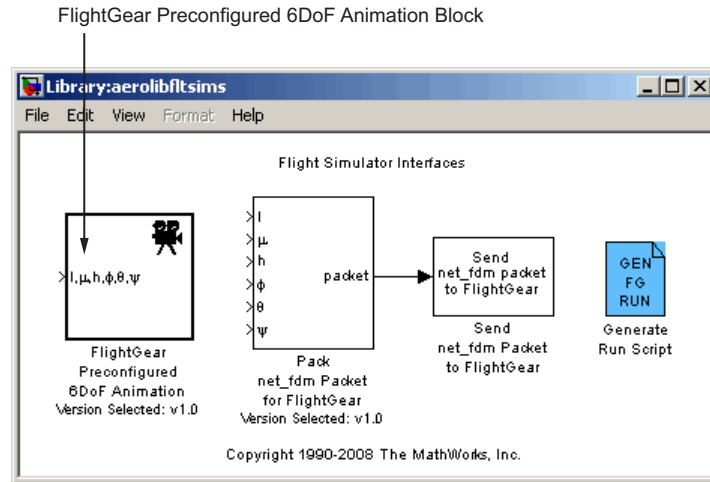 FlightGear Preconfigured 6DoF Animation Block
Library:aerolibfltsims
File Edit View Format Help
Flight Simulator Interfaces
l,μ,h,ϕ,θ,ψ
FlightGear
Preconfigured
6DoF Animation
Version Selected: v1.0
l
μ
h
ϕ
θ
ψ
packet
Pack
net_fdm Packet
for FlightGear
Version Selected: v1.0
Send
net_fdm packet
to FlightGear
Send
net_fdm Packet
to FlightGear
GEN
FG
RUN
Generate
Run Script
Copyright 1990-2008 The MathWorks, Inc.